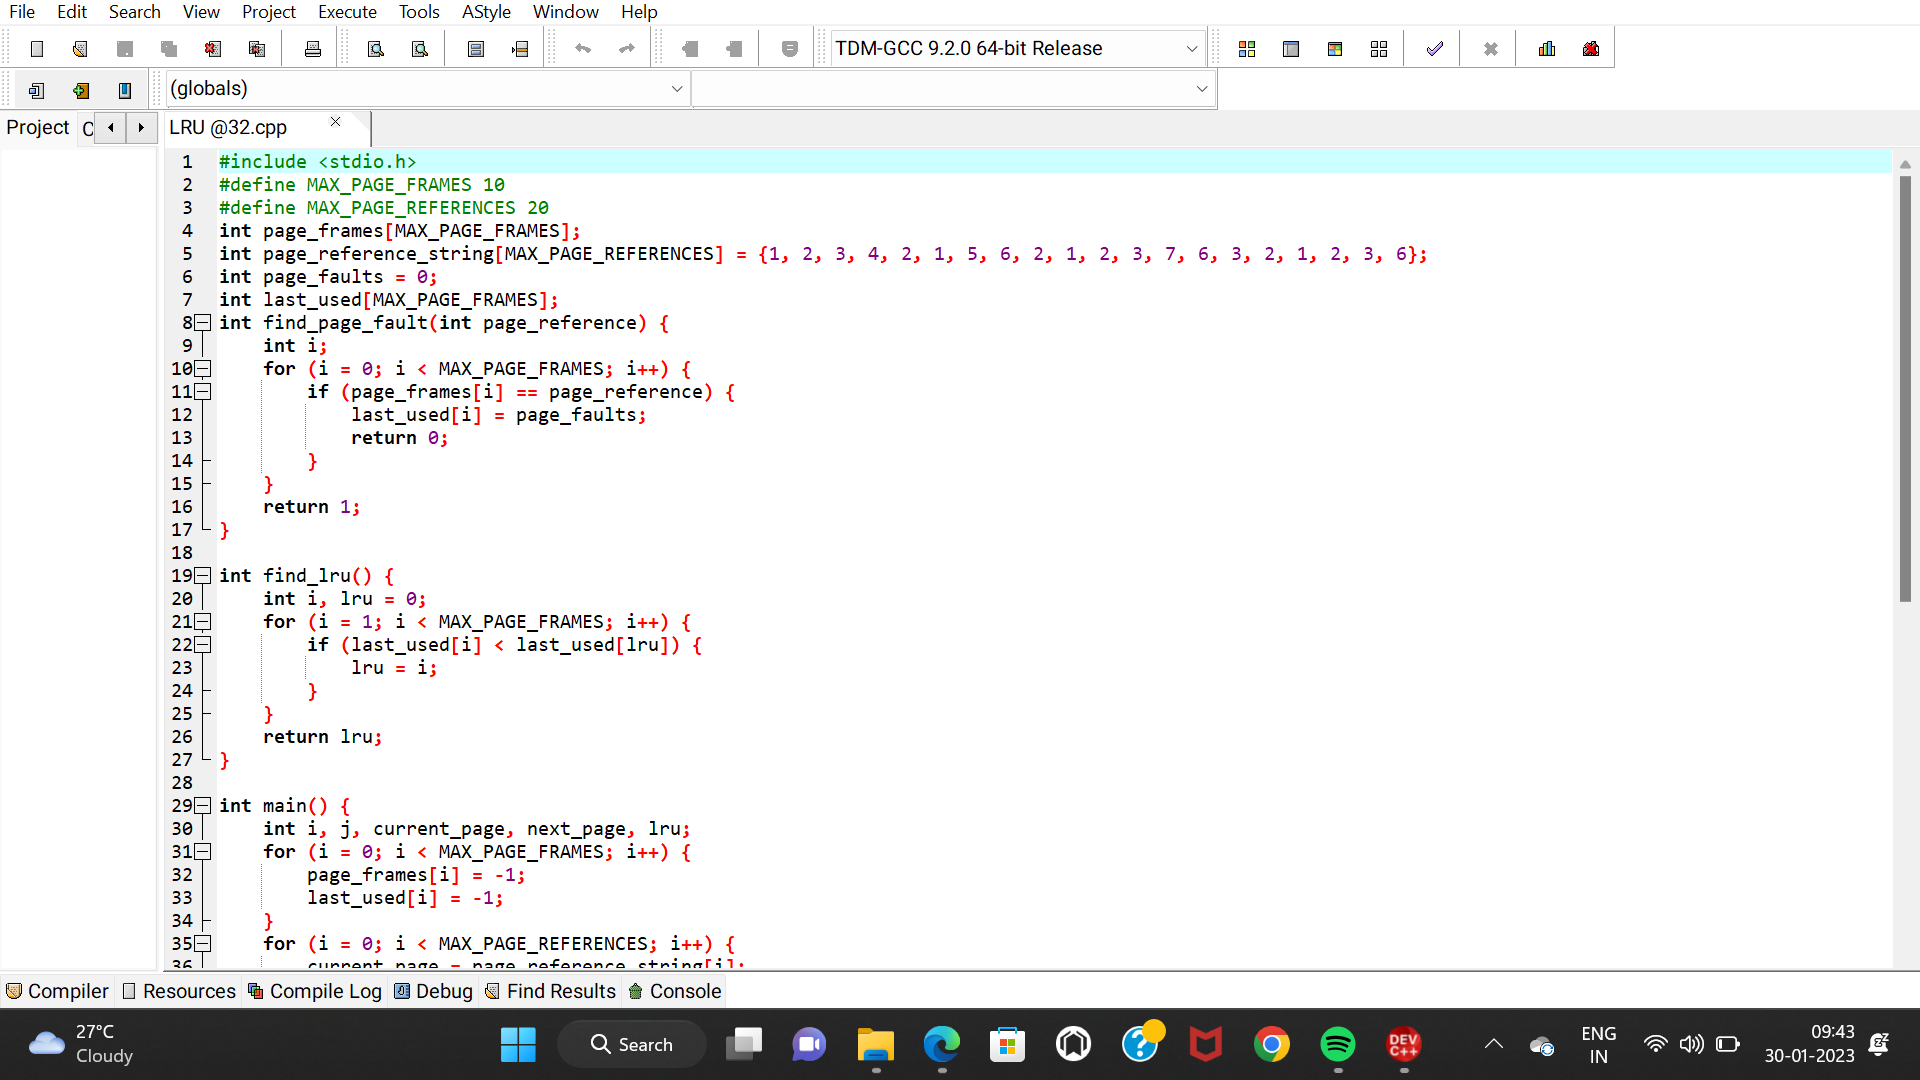 File Edit Search View Project Execute Tools AStyle Window Help
TDM-GCC 9.2.0 64-bit Release
(globals)
Project C LRU @32.cpp
1 #include <stdio.h>
2 #define MAX_PAGE_FRAMES 10
3 #define MAX_PAGE_REFERENCES 20
4 int page_frames[MAX_PAGE_FRAMES];
5 int page_reference_string[MAX_PAGE_REFERENCES] = {1, 2, 3, 4, 2, 1, 5, 6, 2, 1, 2, 3, 7, 6, 3, 2, 1, 2, 3, 6};
6 int page_faults = 0;
7 int last_used[MAX_PAGE_FRAMES];
8 int find_page_fault(int page_reference) {
9     int i;
10     for (i = 0; i < MAX_PAGE_FRAMES; i++) {
11         if (page_frames[i] == page_reference) {
12             last_used[i] = page_faults;
13             return 0;
14         }
15     }
16     return 1;
17 }
18
19 int find_lru() {
20     int i, lru = 0;
21     for (i = 1; i < MAX_PAGE_FRAMES; i++) {
22         if (last_used[i] < last_used[lru]) {
23             lru = i;
24         }
25     }
26     return lru;
27 }
28
29 int main() {
30     int i, j, current_page, next_page, lru;
31     for (i = 0; i < MAX_PAGE_FRAMES; i++) {
32         page_frames[i] = -1;
33         last_used[i] = -1;
34     }
35     for (i = 0; i < MAX_PAGE_REFERENCES; i++) {
36         current_page = page_reference_string[i];
Compiler Resources Compile Log Debug Find Results Console
27°C
Cloudy
Search
DEV
C++
ENG
IN
09:43
30-01-2023